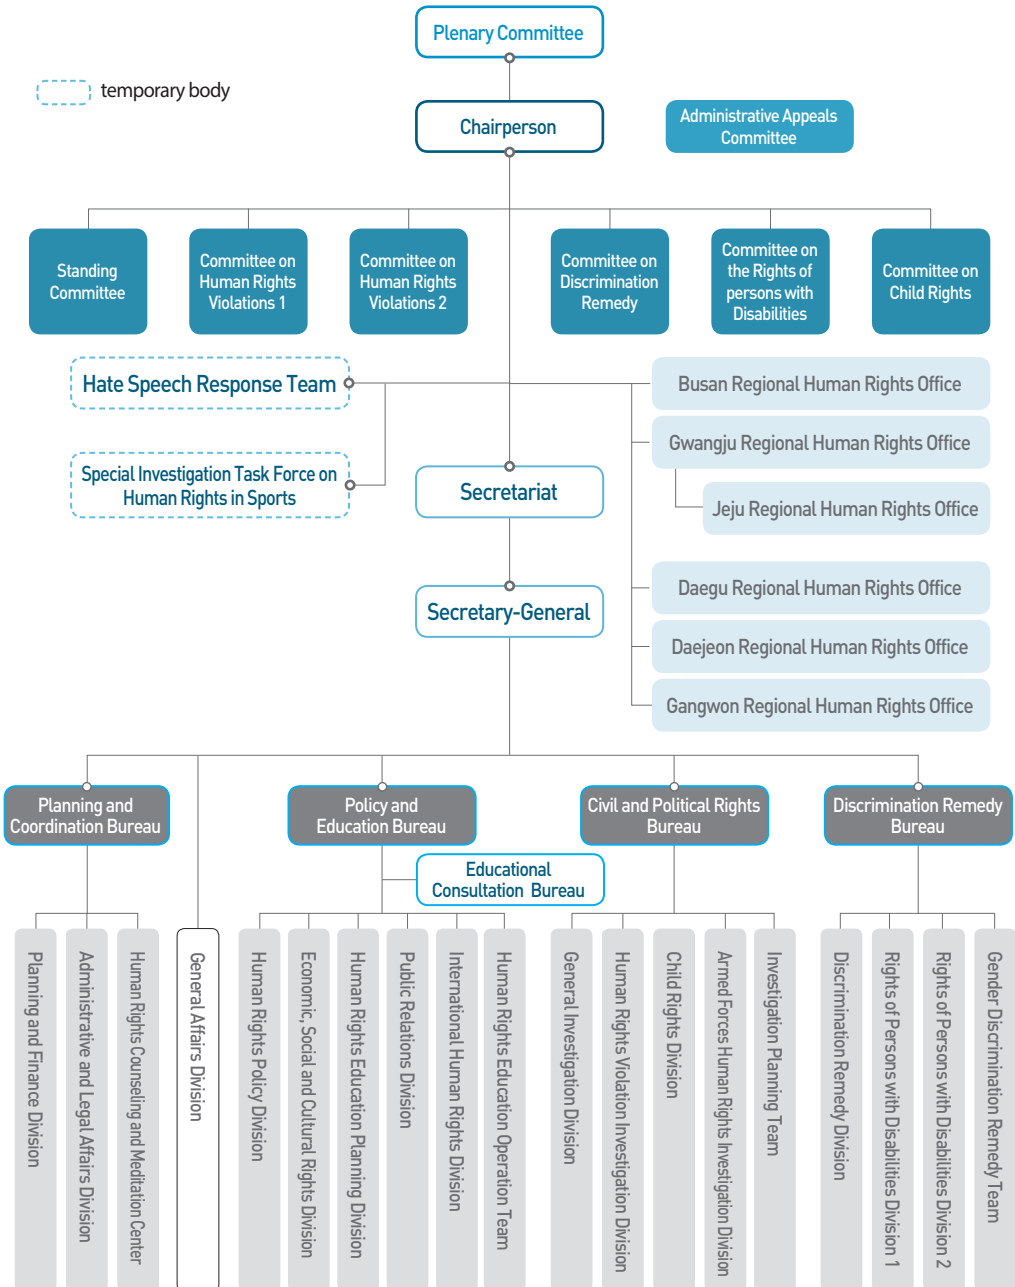 Plenary Committee
temporary body
Chairperson
Administrative Appeals
Committee
Standing
Committee
Committee on
Human Rights
Violations 1
Committee on
Human Rights
Violations 2
Committee on
Discrimination
Remedy
Committee on
the Rights of
persons with
Disabilities
Committee on
Child Rights
Hate Speech Response Team
Special Investigation Task Force on
Human Rights in Sports
Secretariat
Secretary-General
Busan Regional Human Rights Office
Gwangju Regional Human Rights Office
Jeju Regional Human Rights Office
Daegu Regional Human Rights Office
Daejeon Regional Human Rights Office
Gangwon Regional Human Rights Office
Planning and
Coordination Bureau
Policy and
Education Bureau
Civil and Political Rights
Bureau
Discrimination Remedy
Bureau
Educational
Consultation Bureau
Planning and Finance Division
Administrative and Legal Affairs Division
Human Rights Counseling and Meditation Center
General Affairs Division
Human Rights Policy Division
Economic, Social and Cultural Rights Division
Human Rights Education Planning Division
Public Relations Division
International Human Rights Division
Human Rights Education Operation Team
General Investigation Division
Human Rights Violation Investigation Division
Child Rights Division
Armed Forces Human Rights Investigation Division
Investigation Planning Team
Discrimination Remedy Division
Rights of Persons with Disabilities Division 1
Rights of Persons with Disabilities Division 2
Gender Discrimination Remedy Team